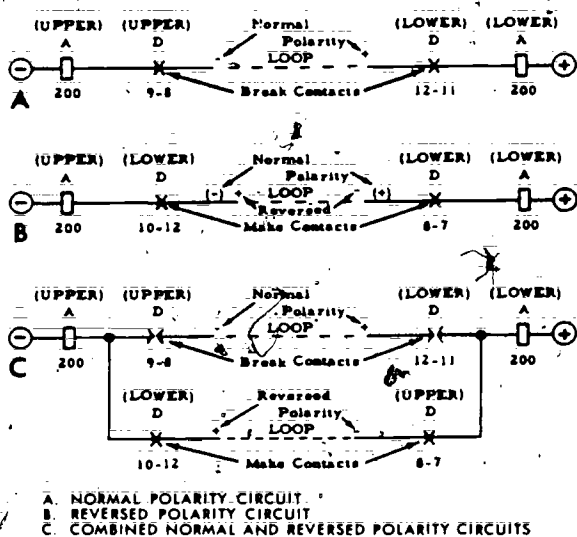 (UPPER) (UPPER) Normal (LOWER) (LOWER)
A D - Polarity + D A
− LOOP +
A 200 9-8 Break Contacts 12-11 200
(UPPER) (LOWER) Normal (LOWER) (LOWER)
A D (-) + Polarity - (+) D A
− LOOP +
Reversed
B 200 10-12 Make Contacts 8-7 200
(UPPER) (UPPER) Normal (LOWER) (LOWER)
A D - Polarity + D A
− LOOP +
C 200 9-8 Break Contacts 12-11 200
(LOWER) Reversed (UPPER)
D + Polarity - D
10-12 Make Contacts 8-7
A. NORMAL POLARITY CIRCUIT
B. REVERSED POLARITY CIRCUIT
C. COMBINED NORMAL AND REVERSED POLARITY CIRCUITS